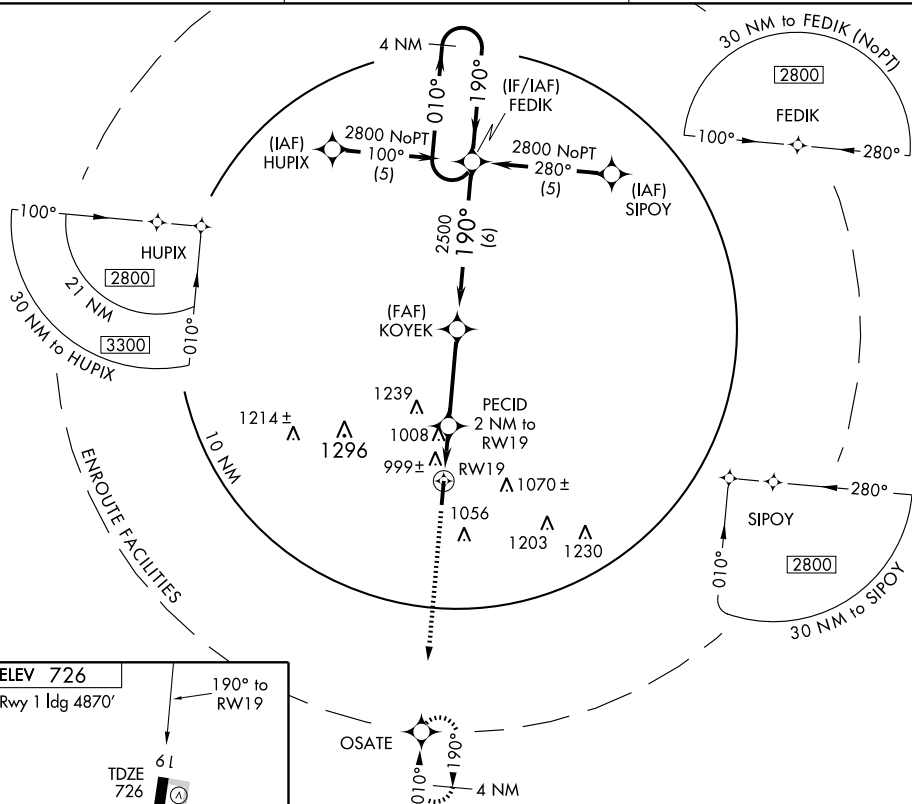 30 NM to FEDIK (NoPT)
2800
FEDIK
100°
280°
4 NM
010°
190°
(IF/IAF)
FEDIK
(IAF)
HUPIX
2800 NoPT
100°
(5)
2800 NoPT
280°
(5)
(IAF)
SIPOY
2500
190°
(6)
100°
HUPIX
2800
21 NM
3300
30 NM to HUPIX
010°
(FAF)
KOYEK
1239
PECID
2 NM to
RW19
1214 ±
1296
1008
999±
RW19
1070 ±
1056
1203
1230
10 NM
ENROUTE FACILITIES
280°
SIPOY
010°
2800
30 NM to SIPOY
ELEV 726
Rwy 1 ldg 4870’
190° to
RW19
19
TDZE
726
OSATE
010°
190°
4 NM